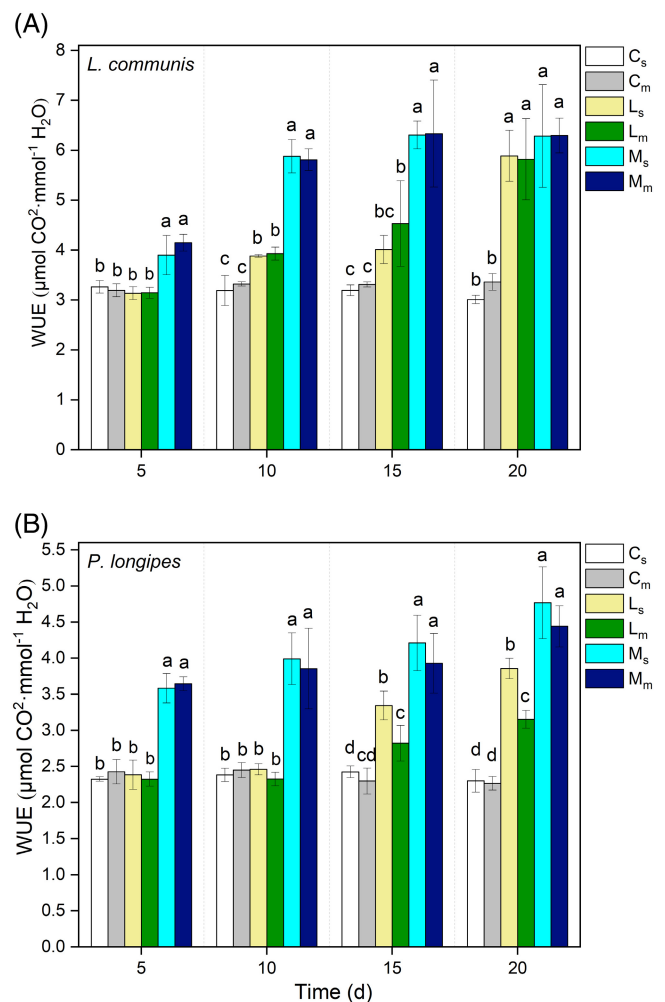 (A)
L. communis
WUE (μmol CO²·mmol⁻¹ H₂O)
8
7
6
5
4
3
2
1
0
b b b b a a
c c b b a a
c c bc b a a
b b a a a a
5 10 15 20
Cₛ
Cₘ
Lₛ
Lₘ
Mₛ
Mₘ
(B)
P. longipes
WUE (μmol CO²·mmol⁻¹ H₂O)
5.5
5.0
4.5
4.0
3.5
3.0
2.5
2.0
1.5
1.0
0.5
0.0
b b b b a a
b b b b a a
d cd b c a a
d d b c a a
5 10 15 20
Time (d)
Cₛ
Cₘ
Lₛ
Lₘ
Mₛ
Mₘ